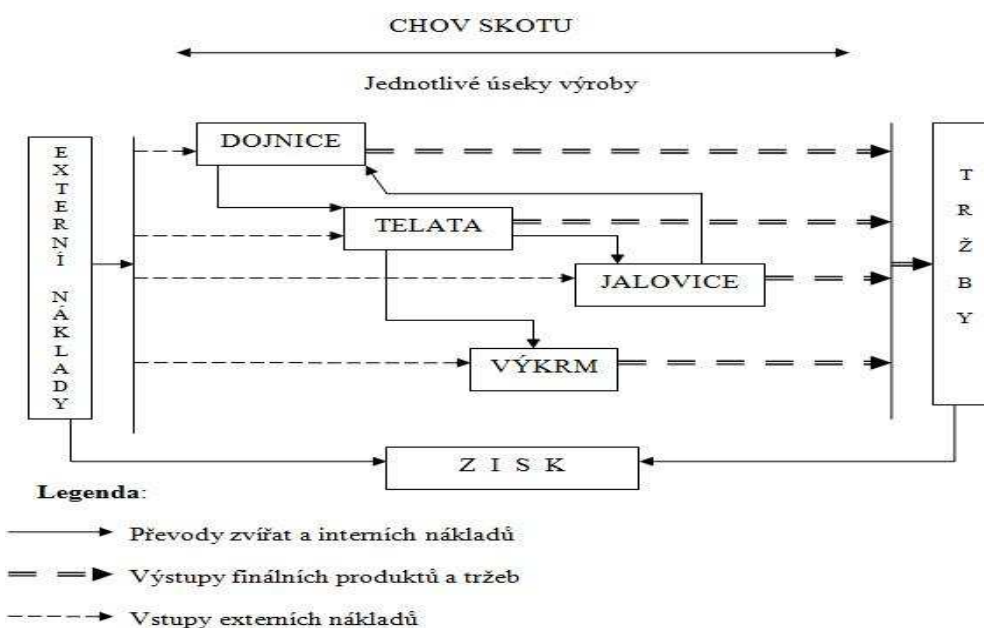 CHOV SKOTU
Jednotlivé úseky výroby
EXTERNÍ NÁKLADY
DOJNICE
TELATA
JALOVICE
VÝKRM
TRŽBY
Z I S K
Legenda:
Převody zvířat a interních nákladů
Výstupy finálních produktů a tržeb
Vstupy externích nákladů